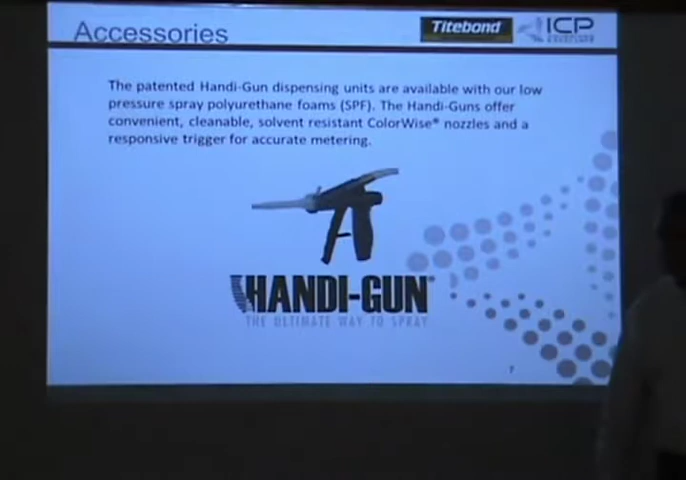 Accessories
Titebond
ICP
The patented Handi-Gun dispensing units are available with our low
pressure spray polyurethane foams (SPF). The Handi-Guns offer
convenient, cleanable, solvent resistant ColorWise® nozzles and a
responsive trigger for accurate metering.
HANDI-GUN
THE ULTIMATE WAY TO SPRAY
7